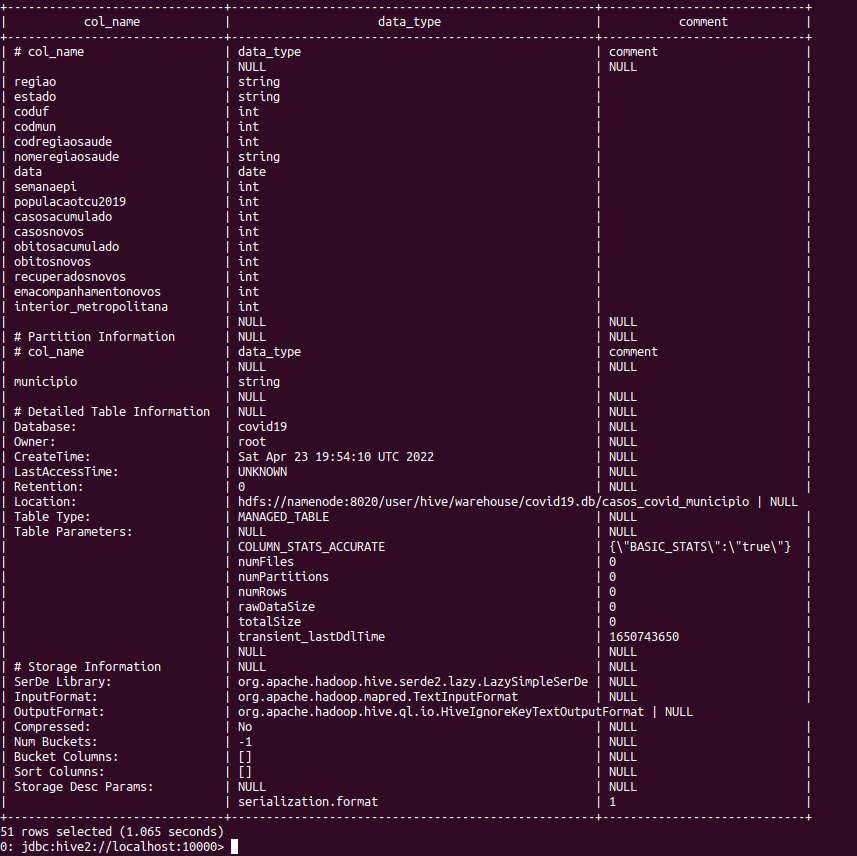 +-------------------------------+----------------------------------------------------+-----------------------------+
|           col_name            |                     data_type                      |           comment           |
+-------------------------------+----------------------------------------------------+-----------------------------+
| # col_name                    | data_type                                          | comment                     |
|                               | NULL                                               | NULL                        |
| regiao                        | string                                             |                             |
| estado                        | string                                             |                             |
| coduf                         | int                                                |                             |
| codmun                        | int                                                |                             |
| codregiaosaude                | int                                                |                             |
| nomeregiaosaude               | string                                             |                             |
| data                          | date                                               |                             |
| semanaepi                     | int                                                |                             |
| populacaotcu2019              | int                                                |                             |
| casosacumulado                | int                                                |                             |
| casosnovos                    | int                                                |                             |
| obitosacumulado               | int                                                |                             |
| obitosnovos                   | int                                                |                             |
| recuperadosnovos              | int                                                |                             |
| emacompanhamentonovos         | int                                                |                             |
| interior_metropolitana        | int                                                |                             |
|                               | NULL                                               | NULL                        |
| # Partition Information       | NULL                                               | NULL                        |
| # col_name                    | data_type                                          | comment                     |
|                               | NULL                                               | NULL                        |
| municipio                     | string                                             |                             |
|                               | NULL                                               | NULL                        |
| # Detailed Table Information  | NULL                                               | NULL                        |
| Database:                     | covid19                                            | NULL                        |
| Owner:                        | root                                               | NULL                        |
| CreateTime:                   | Sat Apr 23 19:54:10 UTC 2022                       | NULL                        |
| LastAccessTime:               | UNKNOWN                                            | NULL                        |
| Retention:                    | 0                                                  | NULL                        |
| Location:                     | hdfs://namenode:8020/user/hive/warehouse/covid19.db/casos_covid_municipio | NULL                        |
| Table Type:                   | MANAGED_TABLE                                      | NULL                        |
| Table Parameters:             | NULL                                               | NULL                        |
|                               | COLUMN_STATS_ACCURATE                              | {\"BASIC_STATS\":\"true\"}  |
|                               | numFiles                                           | 0                           |
|                               | numPartitions                                      | 0                           |
|                               | numRows                                            | 0                           |
|                               | rawDataSize                                        | 0                           |
|                               | totalSize                                          | 0                           |
|                               | transient_lastDdlTime                              | 1650743650                  |
|                               | NULL                                               | NULL                        |
| # Storage Information         | NULL                                               | NULL                        |
| SerDe Library:                | org.apache.hadoop.hive.serde2.lazy.LazySimpleSerDe | NULL                        |
| InputFormat:                  | org.apache.hadoop.mapred.TextInputFormat           | NULL                        |
| OutputFormat:                 | org.apache.hadoop.hive.ql.io.HiveIgnoreKeyTextOutputFormat | NULL                        |
| Compressed:                   | No                                                 | NULL                        |
| Num Buckets:                  | -1                                                 | NULL                        |
| Bucket Columns:               | []                                                 | NULL                        |
| Sort Columns:                 | []                                                 | NULL                        |
| Storage Desc Params:          | NULL                                               | NULL                        |
|                               | serialization.format                               | 1                           |
+-------------------------------+----------------------------------------------------+-----------------------------+
51 rows selected (1.065 seconds)
0: jdbc:hive2://localhost:10000>